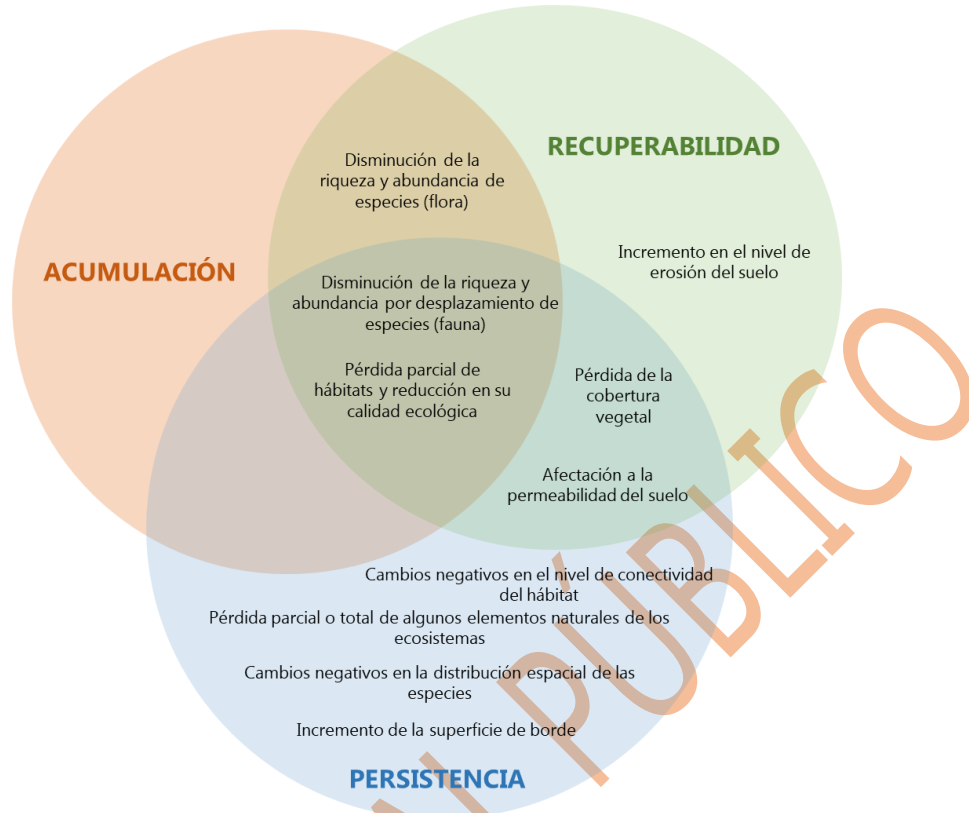 Disminución de la
riqueza y abundancia de
especies (flora)
RECUPERABILIDAD
ACUMULACIÓN
Incremento en el nivel de
erosión del suelo
Disminución de la riqueza y
abundancia por desplazamiento de
especies (fauna)
Pérdida parcial de
hábitats y reducción en su
calidad ecológica
Pérdida de la
cobertura
vegetal
Afectación a la
permeabilidad del suelo
Cambios negativos en el nivel de conectividad
del hábitat
Pérdida parcial o total de algunos elementos naturales de los
ecosistemas
Cambios negativos en la distribución espacial de las
especies
Incremento de la superficie de borde
PERSISTENCIA
PÚBLICO